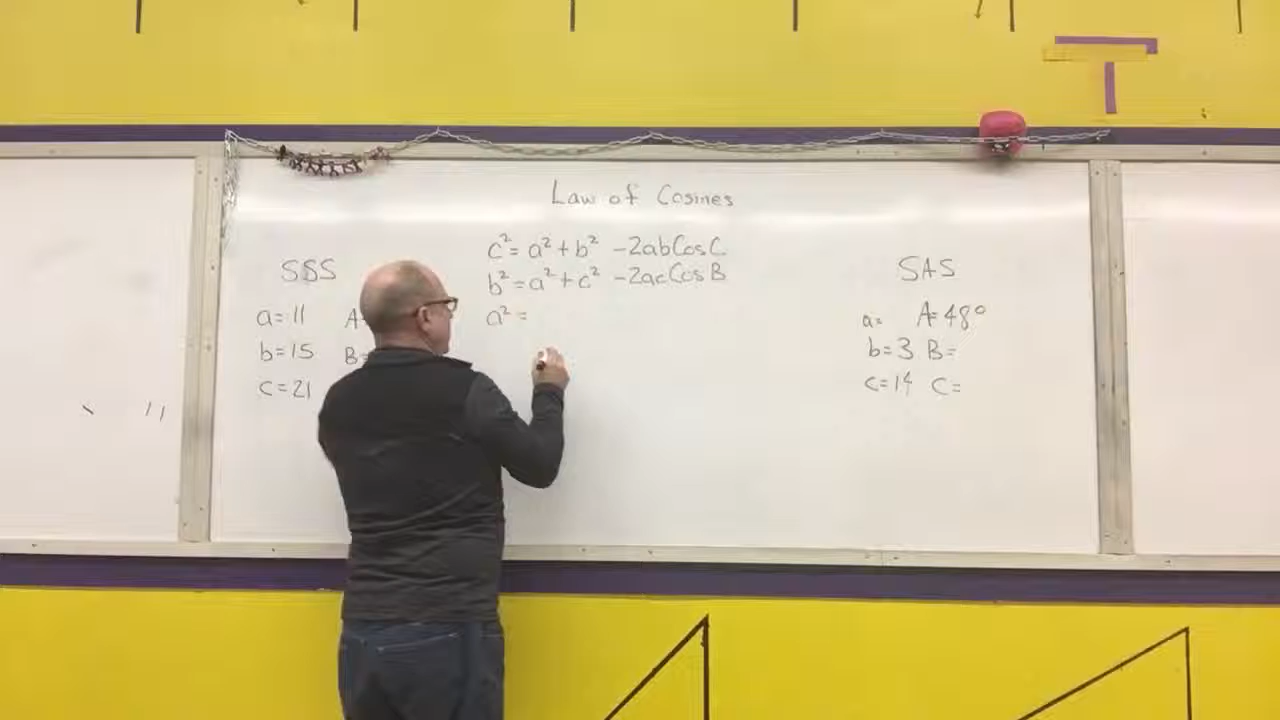 Law of Cosines
c² = a² + b² - 2abCosC
b² = a² + c² - 2acCosB
a² =
SSS
a = 11 A
b = 15 B=
c = 21
SAS
a= A=48°
b=3 B=
c=14 C=
T